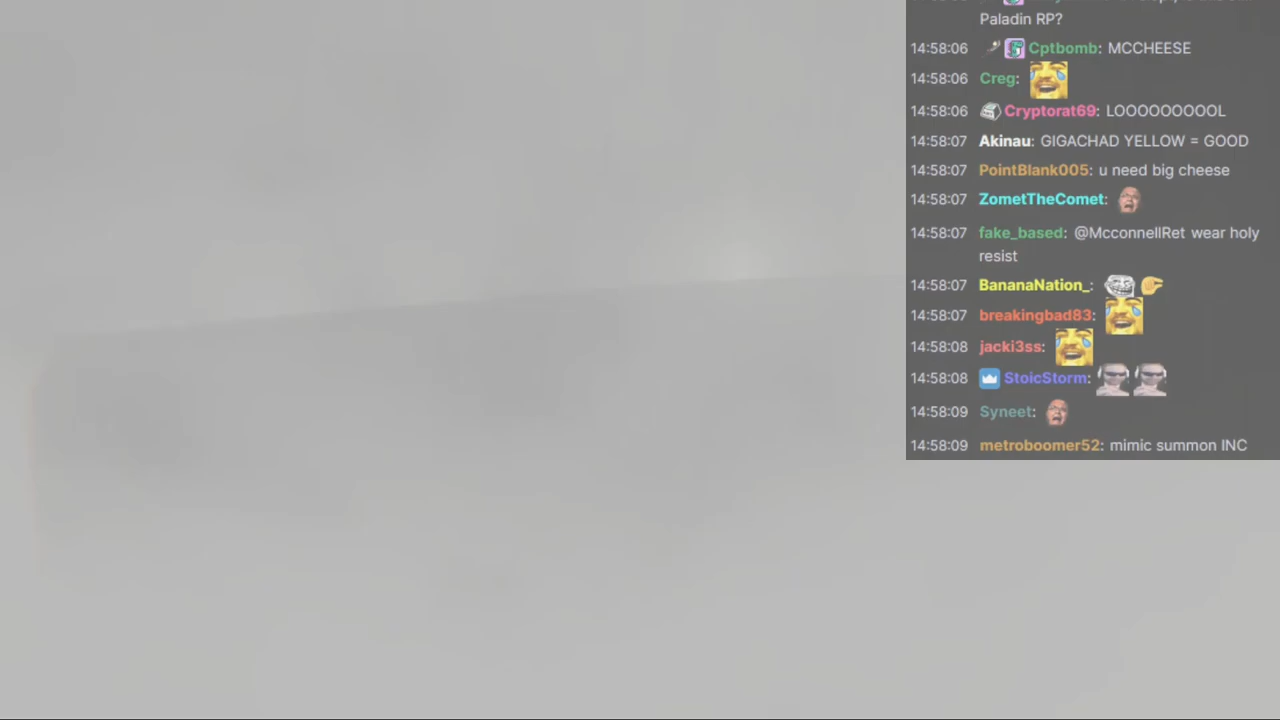 Paladin RP?
14:58:06 Cptbomb: MCCHEESE
14:58:06 Creg:
14:58:06 Cryptorat69: LOOOOOOOOOL
14:58:07 Akinau: GIGACHAD YELLOW = GOOD
14:58:07 PointBlank005: u need big cheese
14:58:07 ZometTheComet:
14:58:07 fake_based: @McconnellRet wear holy
resist
14:58:07 BananaNation_:
14:58:07 breakingbad83:
14:58:08 jacki3ss:
14:58:08 StoicStorm:
14:58:09 Syneet:
14:58:09 metroboomer52: mimic summon INC